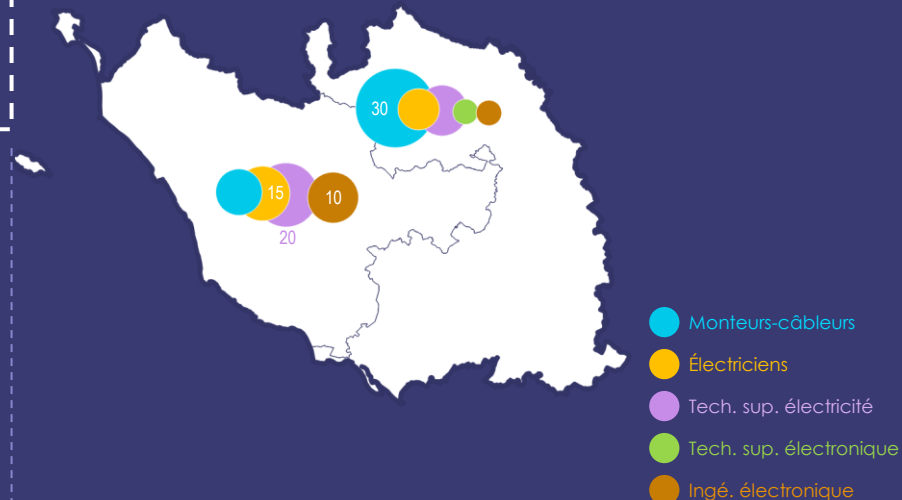 30
15
10
20
Monteurs-câbleurs
Électriciens
Tech. sup. électricité
Tech. sup. électronique
Ingé. électronique